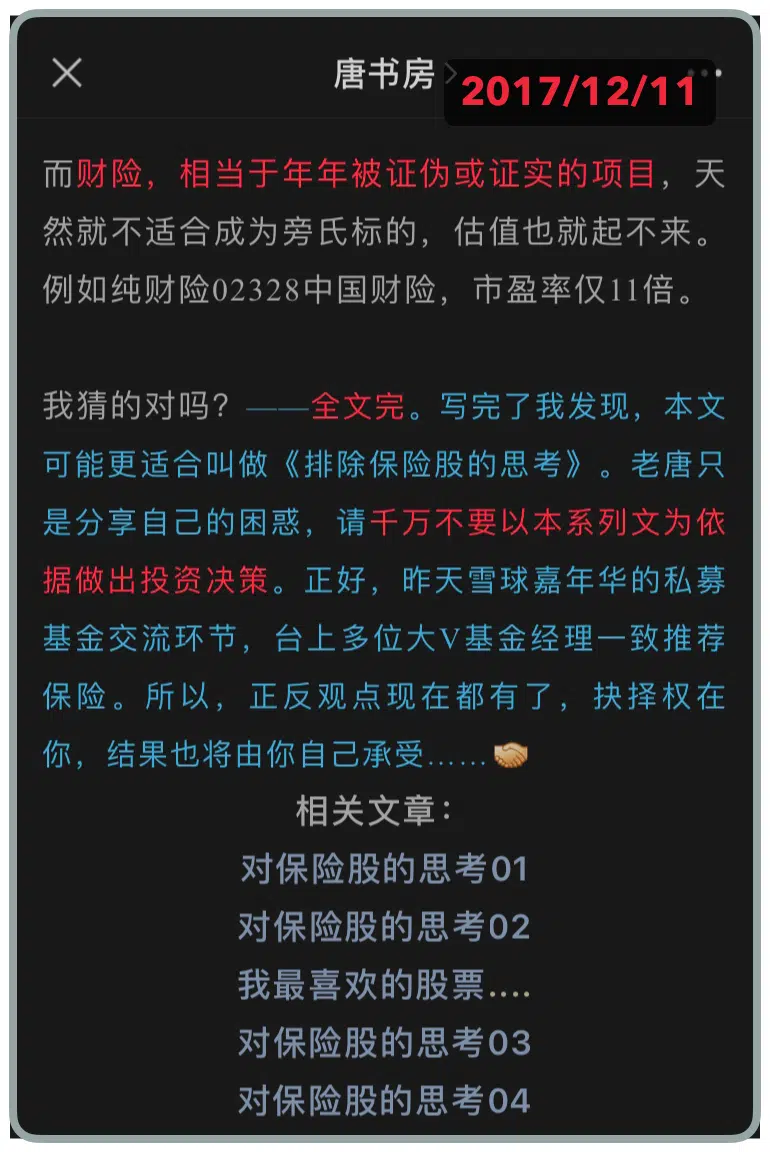 唐书房
2017/12/11
而财险，相当于年年被证伪或证实的项目，天
然就不适合成为旁氏标的，估值也就起不来。
例如纯财险02328中国财险，市盈率仅11倍。
我猜的对吗？——全文完。写完了我发现，本文
可能更适合叫做《排除保险股的思考》。老唐只
是分享自己的困惑，请千万不要以本系列文为依
据做出投资决策。正好，昨天雪球嘉年华的私募
基金交流环节，台上多位大V基金经理一致推荐
保险。所以，正反观点现在都有了，抉择权在
你，结果也将由你自己承受……🤝
相关文章：
对保险股的思考01
对保险股的思考02
我最喜欢的股票....
对保险股的思考03
对保险股的思考04